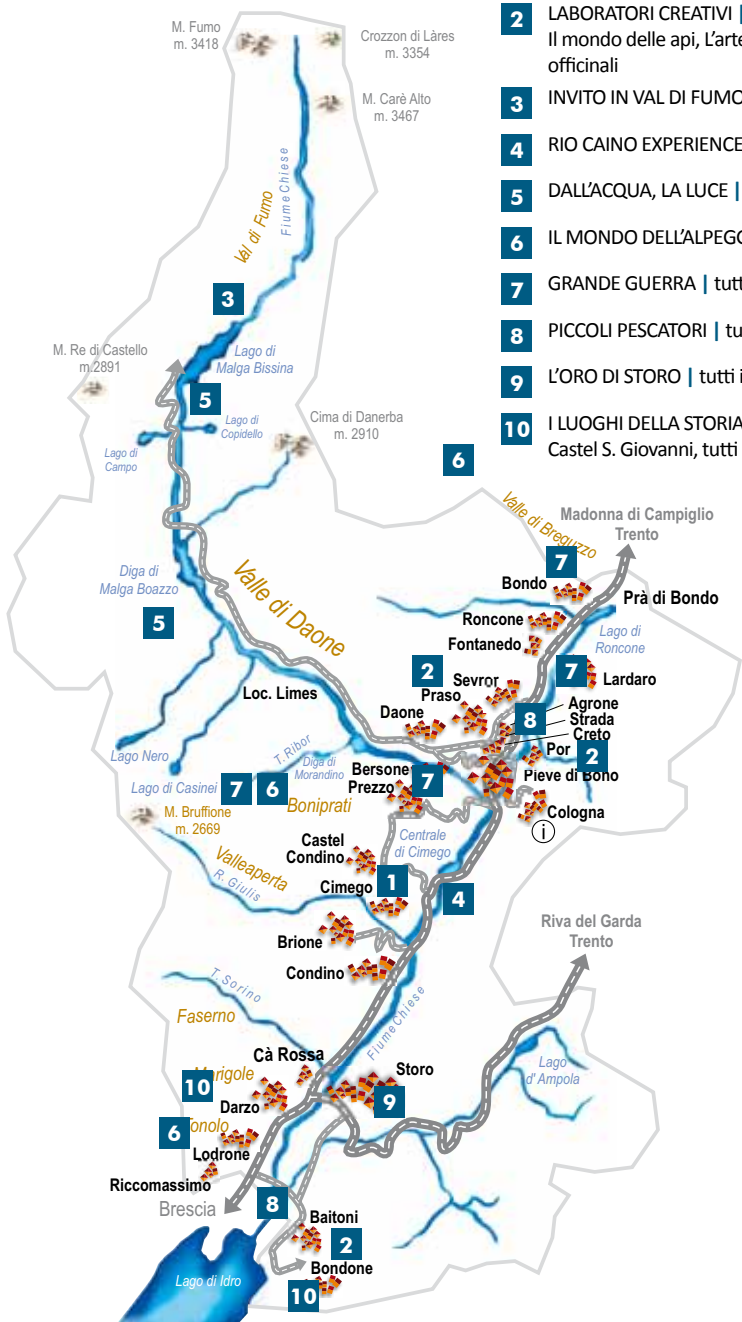 2 LABORATORI CREATIVI |
Il mondo delle api, L'arte
officinali
3 INVITO IN VAL DI FUMO
4 RIO CAINO EXPERIENCE
5 DALL'ACQUA, LA LUCE |
6 IL MONDO DELL'ALPEGG
7 GRANDE GUERRA | tutt
8 PICCOLI PESCATORI | tu
9 L'ORO DI STORO | tutti i
10 I LUOGHI DELLA STORIA
Castel S. Giovanni, tutti
M. Fumo
m. 3418
Crozzon di Làres
m. 3354
M. Carè Alto
m. 3467
Val di Fumo
Fiume Chiese
3
M. Re di Castello
m.2891
Lago di
Malga Bissina
5
Lago di
Copidello
Lago di
Campo
Cima di Danerba
m. 2910
6
Valle di Breguzzo
Madonna di Campiglio
Trento
7
Bondo
Prà di Bondo
Diga di
Malga Boazzo
5
Valle di Daone
Roncone
Fontanedo
Lago di
Roncone
7
Lardaro
2
Sevror
Praso
Daone
Loc. Limes
8
Agrone
Strada
Creto
Por
2
Pieve di Bono
Lago Nero
Lago di Casinei
T. Ribor
Diga di
Morandino
7
6
Boniprati
Bersone
Prezzo
7
Cologna
i
M. Bruffione
m. 2669
Valleaperta
R. Giulis
Castel
Condino
Centrale
di Cimego
Cimego
1
4
Brione
Condino
Riva del Garda
Trento
T. Sorino
Faserno
Fiume Chiese
Cà Rossa
Storo
9
Lago
d'Ampola
10
Darzo
6
Lodrone
Riccomassimo
Brescia
8
Baitoni
2
Bondone
10
Lago di Idro